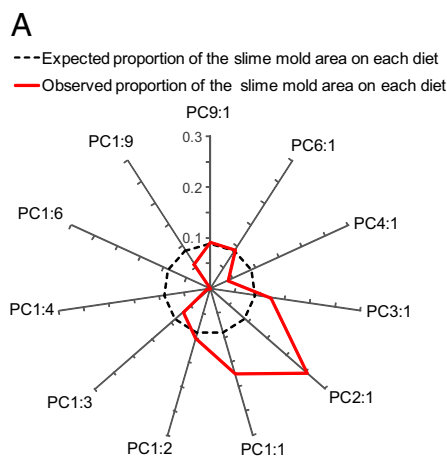 A
Expected proportion of the slime mold area on each diet
Observed proportion of the slime mold area on each diet
PC9:1
0.3
PC1:9
PC6:1
0.2
PC1:6
PC4:1
0.1
PC1:4
PC3:1
PC1:3
PC2:1
PC1:2
PC1:1